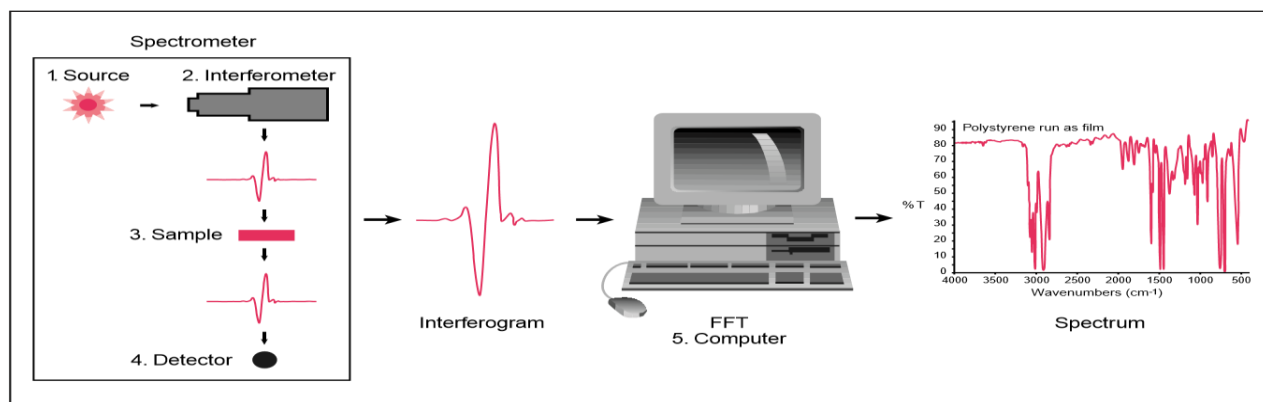 Spectrometer
1. Source
2. Interferometer
3. Sample
4. Detector
Interferogram
FFT
5. Computer
Polystyrene run as film
%T
90
80
70
60
50
40
30
20
10
0
4000 3500 3000 2500 2000 1500 1000 500
Wavenumbers (cm-1)
Spectrum